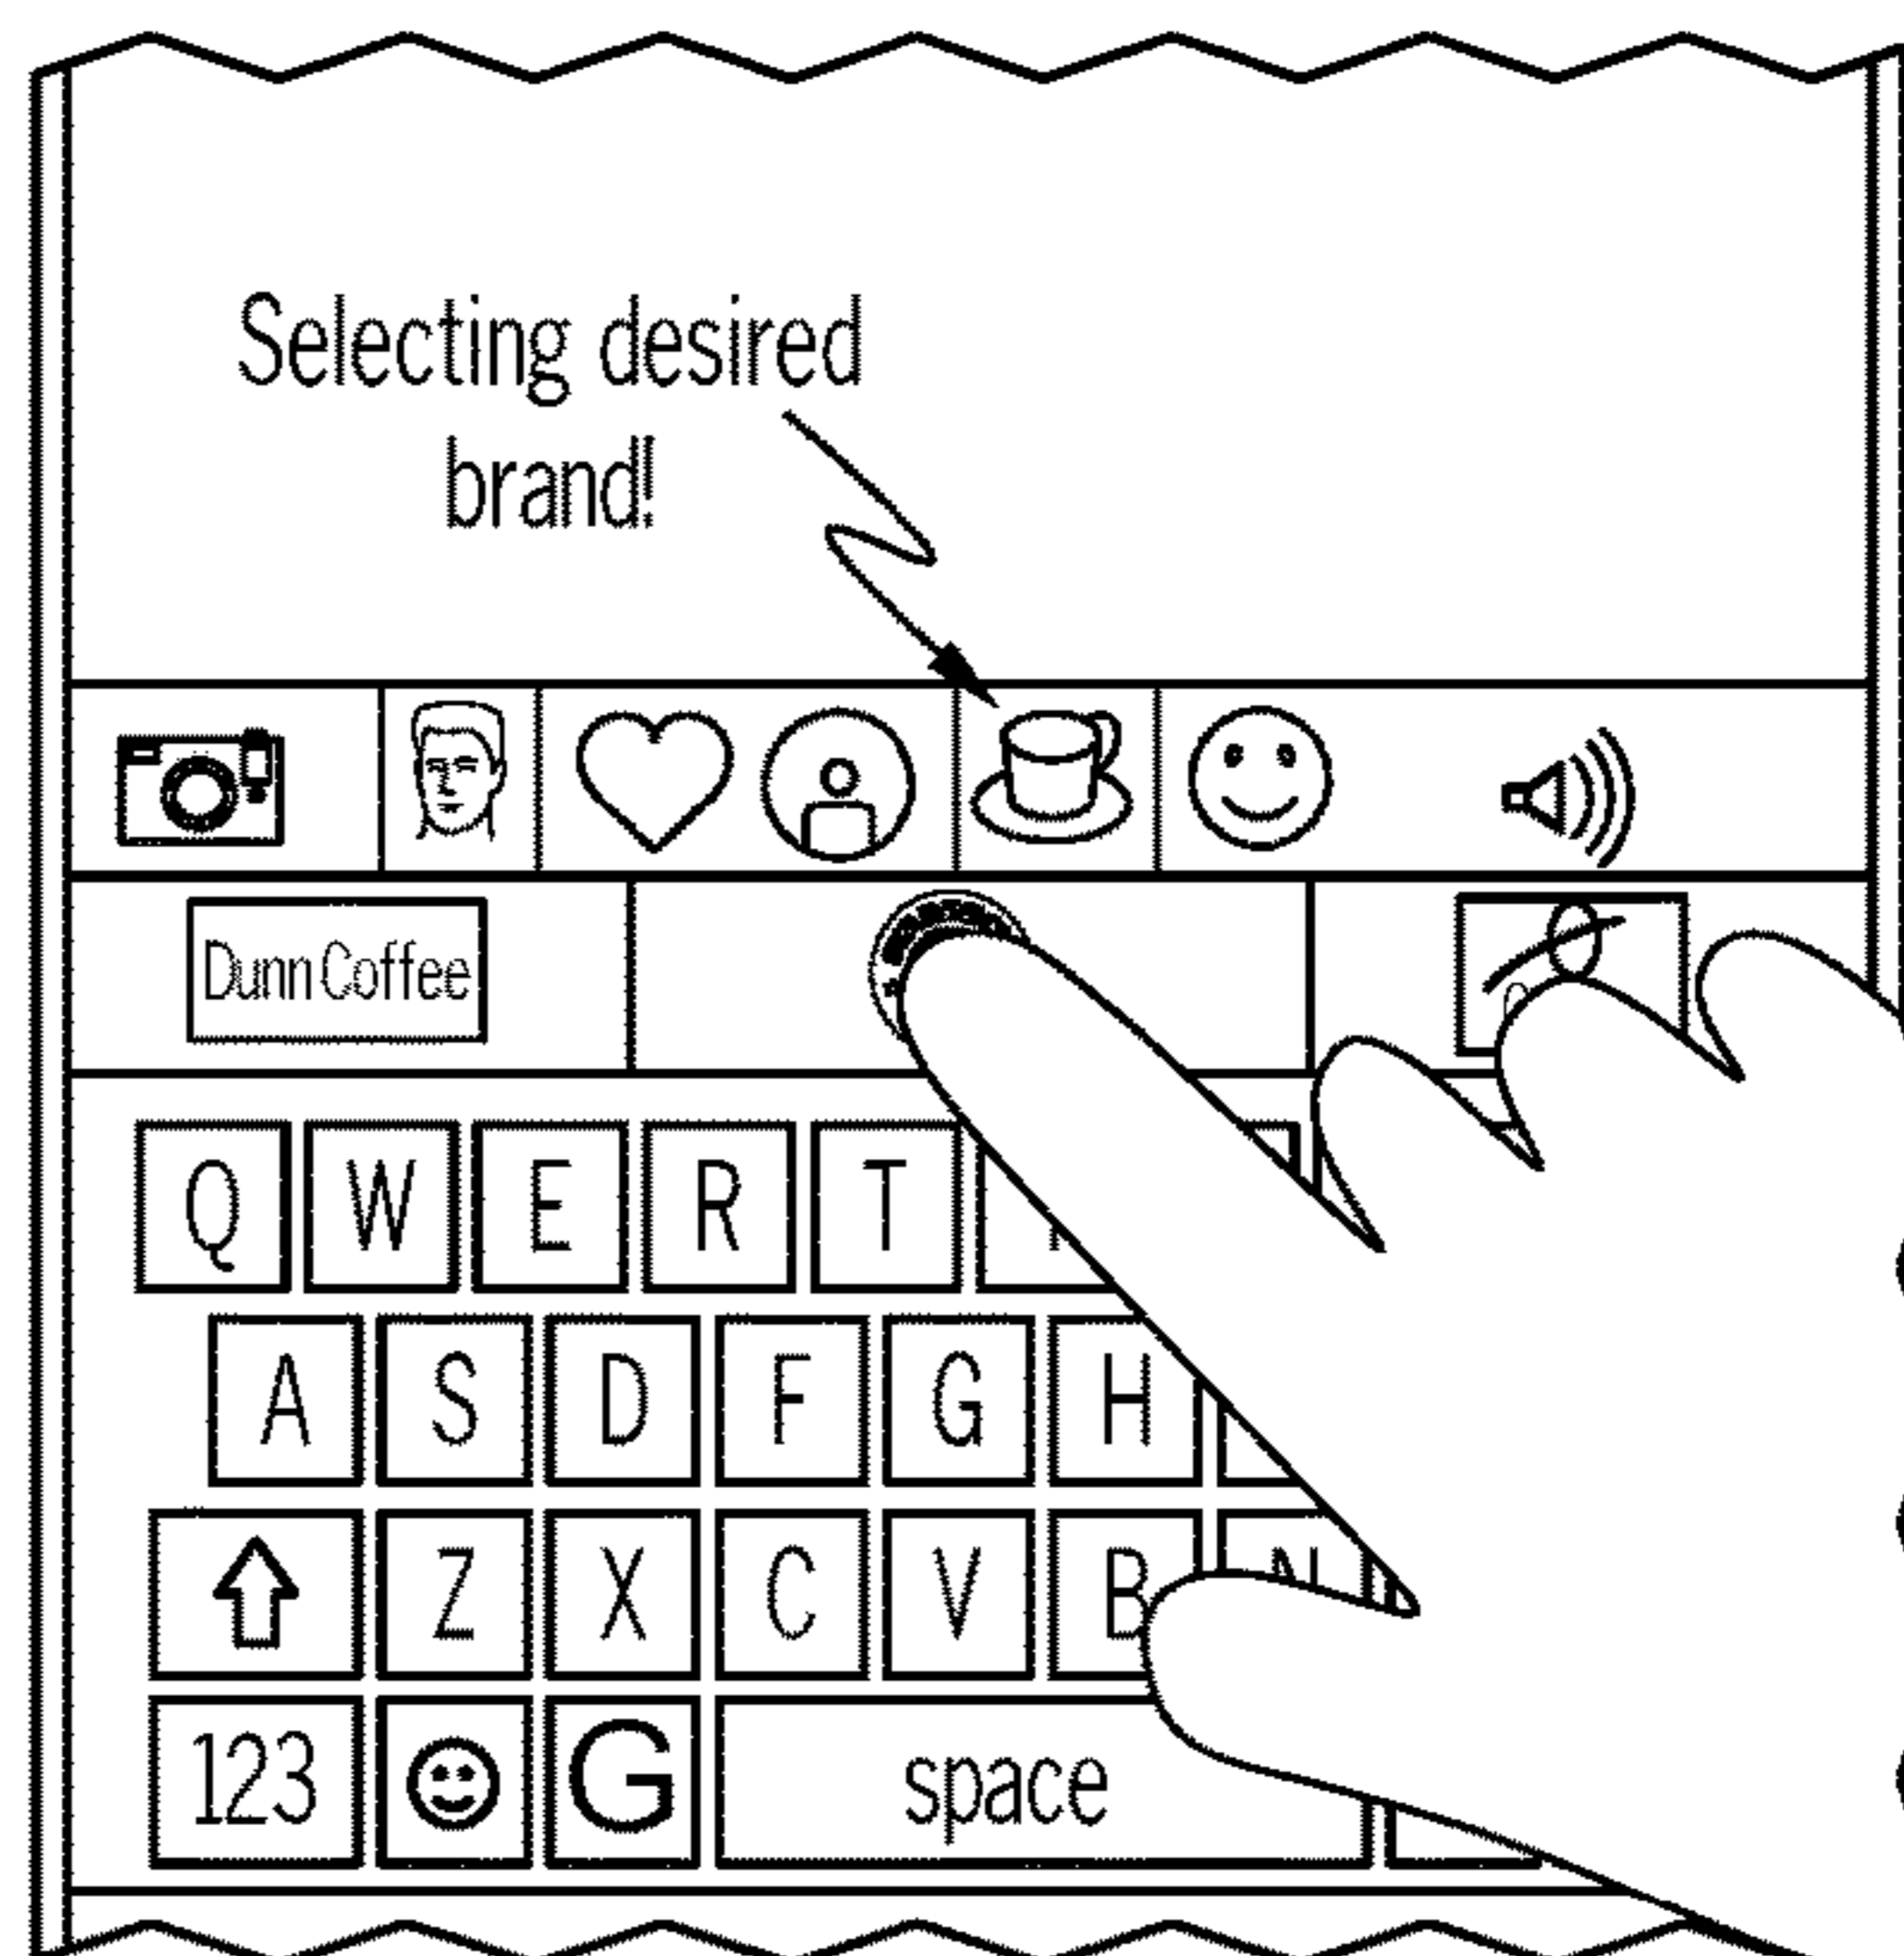 Selecting desired
brand!
Dunn Coffee
Q W E R T
A S D F G H
Z X C V B N
123 G space